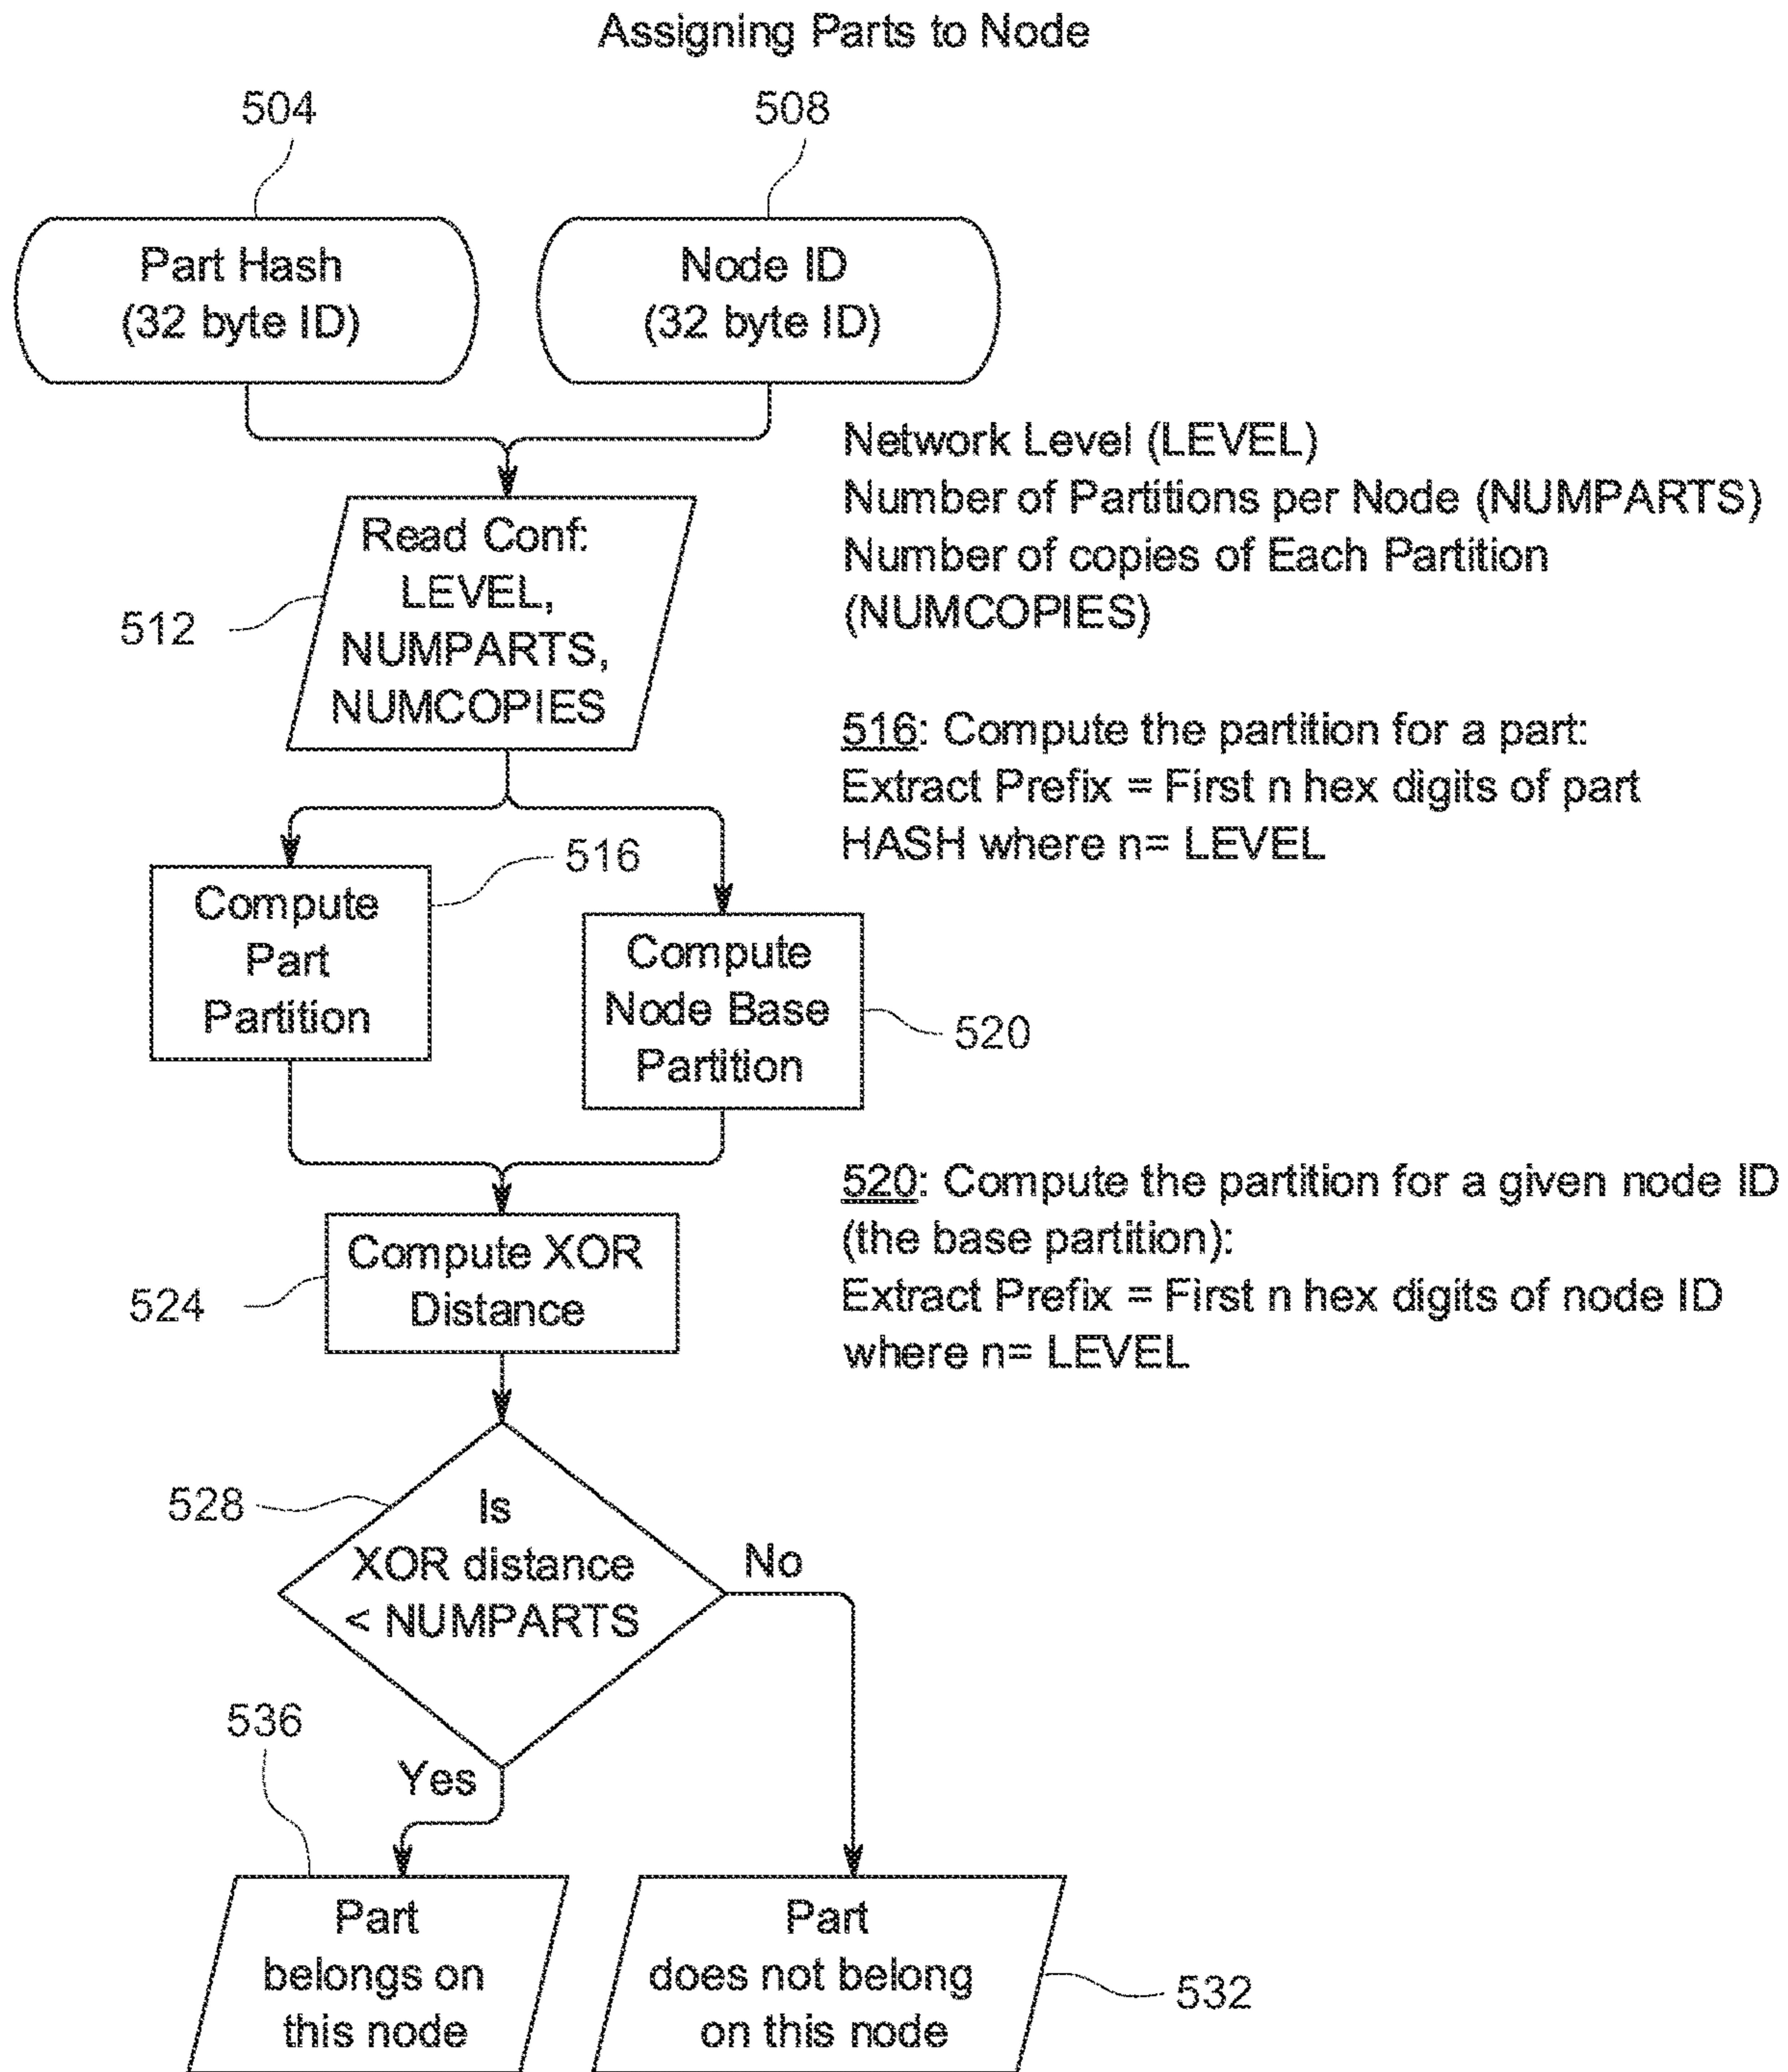 Assigning Parts to Node
504
508
Part Hash
(32 byte ID)
Node ID
(32 byte ID)
Network Level (LEVEL)
Number of Partitions per Node (NUMPARTS)
Number of copies of Each Partition
(NUMCOPIES)
Read Conf:
LEVEL,
NUMPARTS,
NUMCOPIES
512
516: Compute the partition for a part:
Extract Prefix = First n hex digits of part
HASH where n= LEVEL
516
Compute
Part
Partition
Compute
Node Base
Partition
520
520: Compute the partition for a given node ID
(the base partition):
Extract Prefix = First n hex digits of node ID
where n= LEVEL
Compute XOR
Distance
524
528
Is
XOR distance
< NUMPARTS
No
Yes
536
Part
belongs on
this node
Part
does not belong
on this node
532